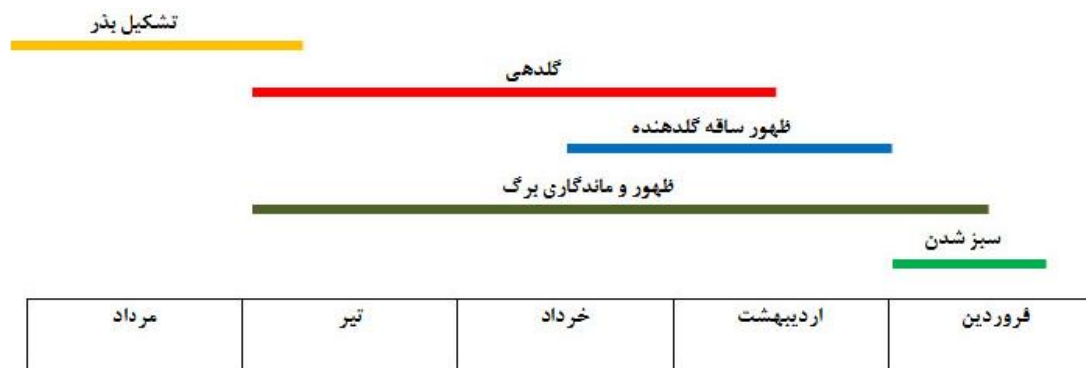 تشکیل بذر
گلدهی
ظهور ساقه گلدهنده
ظهور و ماندگاری برگ
سبز شدن
فروردین اردیبهشت خرداد تیر مرداد